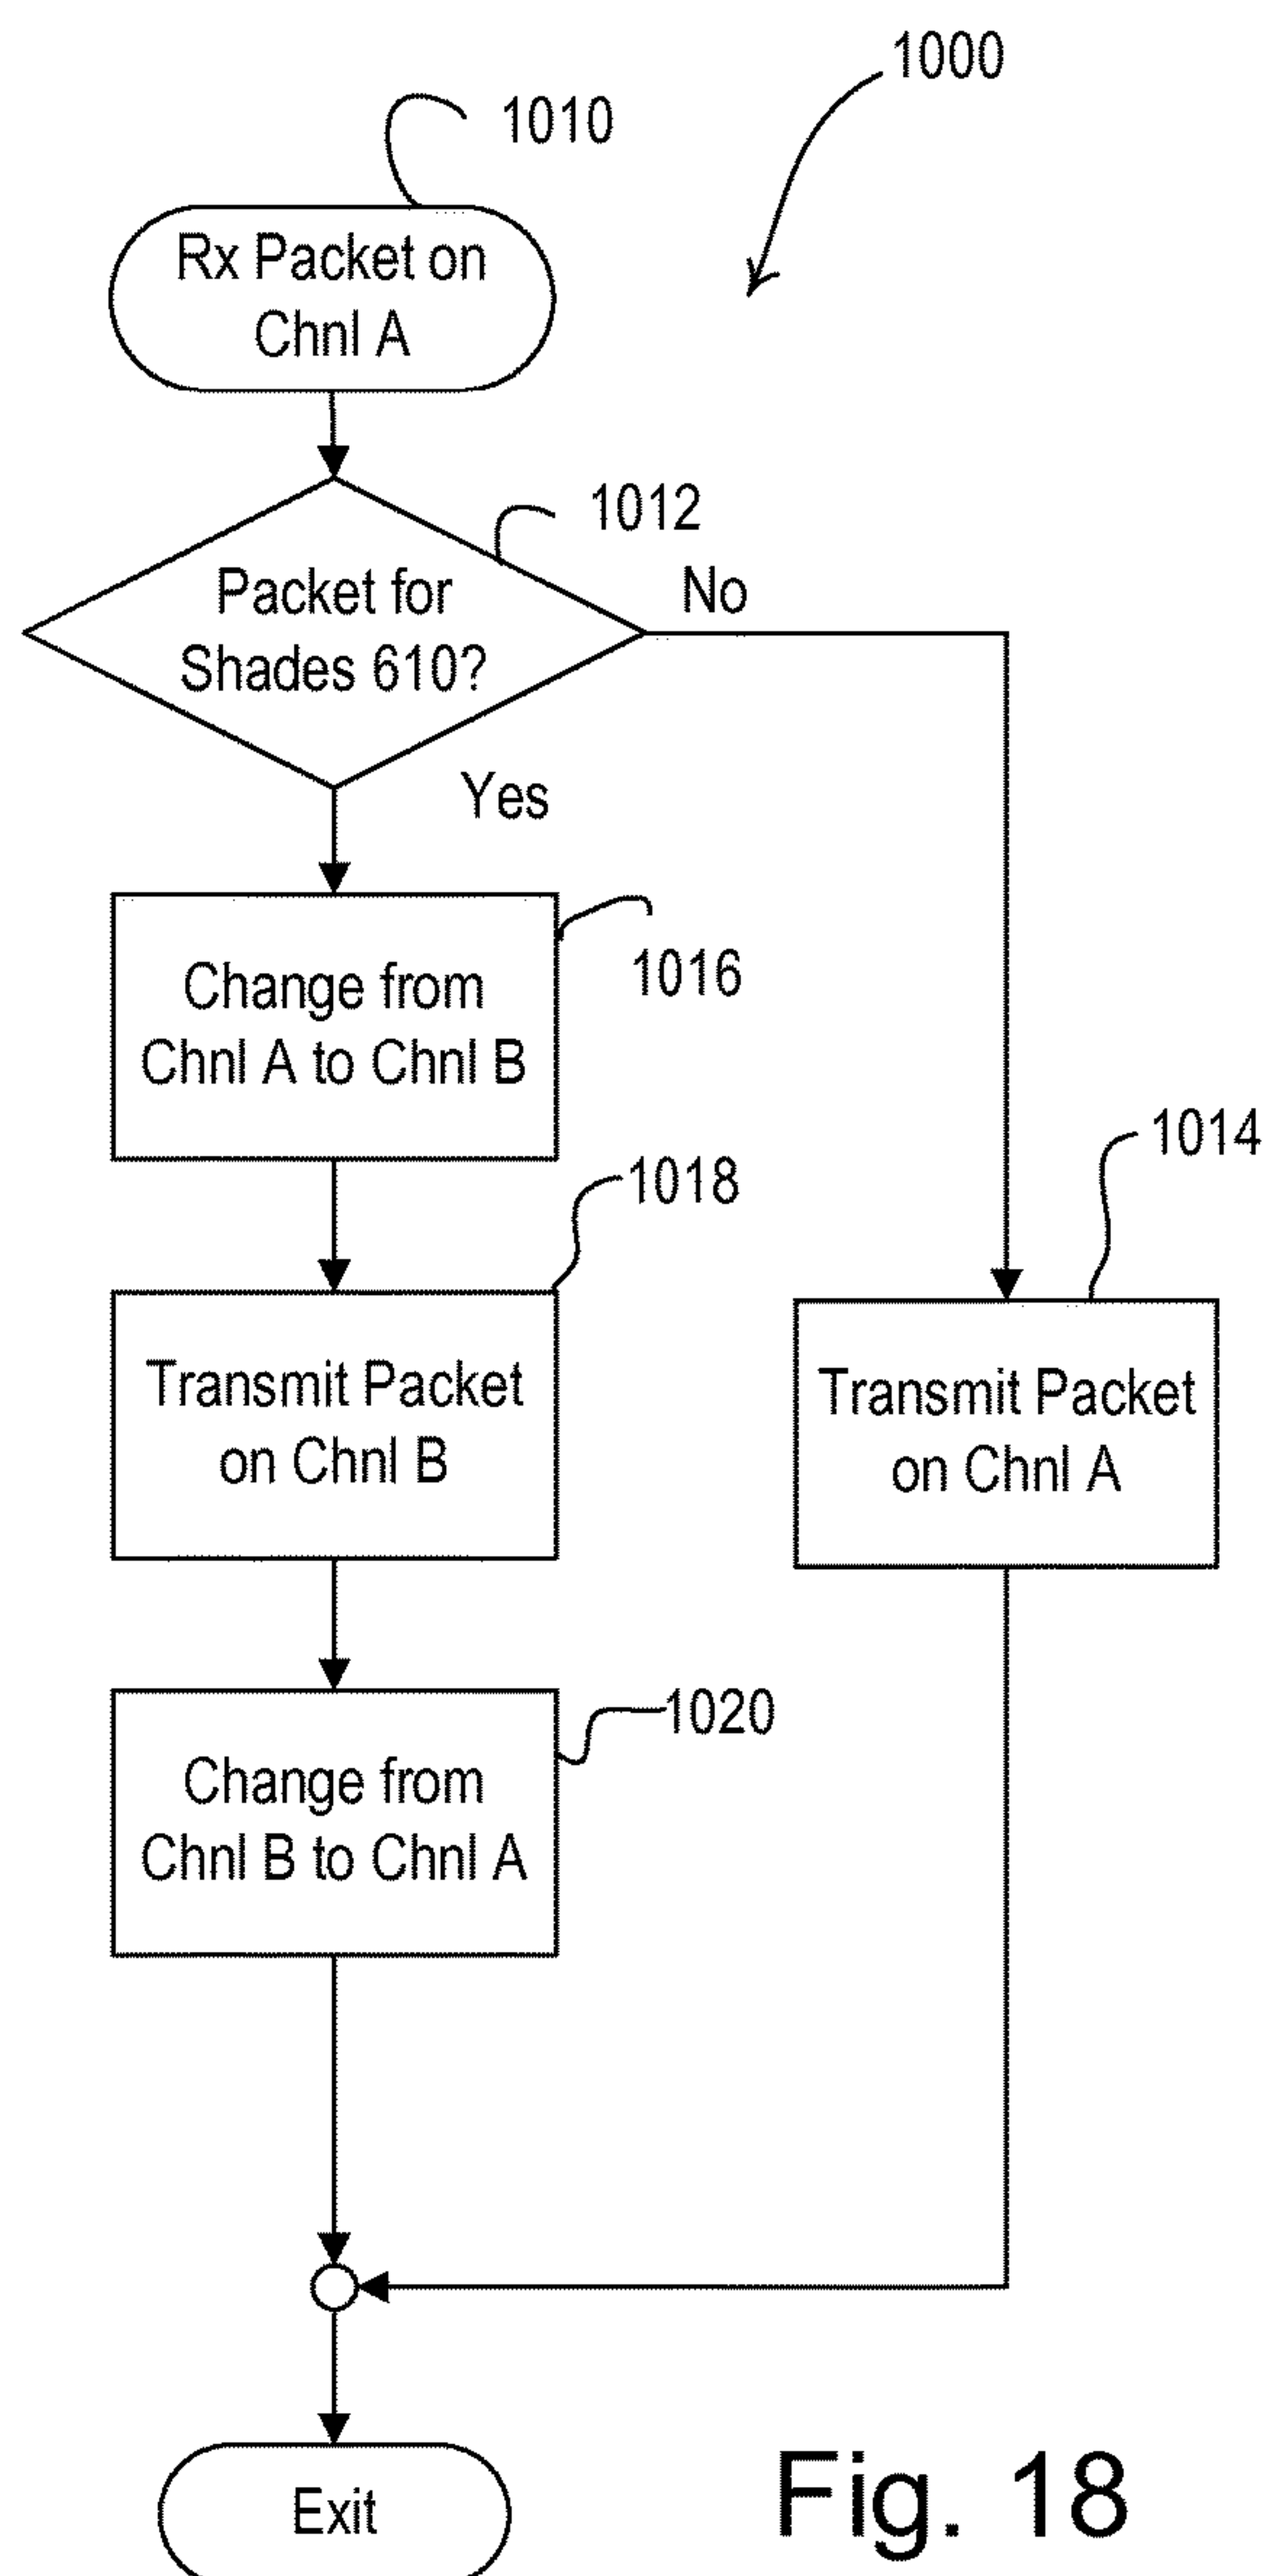 1000
1010
Rx Packet on
Chnl A
1012
Packet for
Shades 610?
No
Yes
Change from
Chnl A to Chnl B
1016
1018
1014
Transmit Packet
on Chnl B
Transmit Packet
on Chnl A
1020
Change from
Chnl B to Chnl A
Exit
Fig. 18